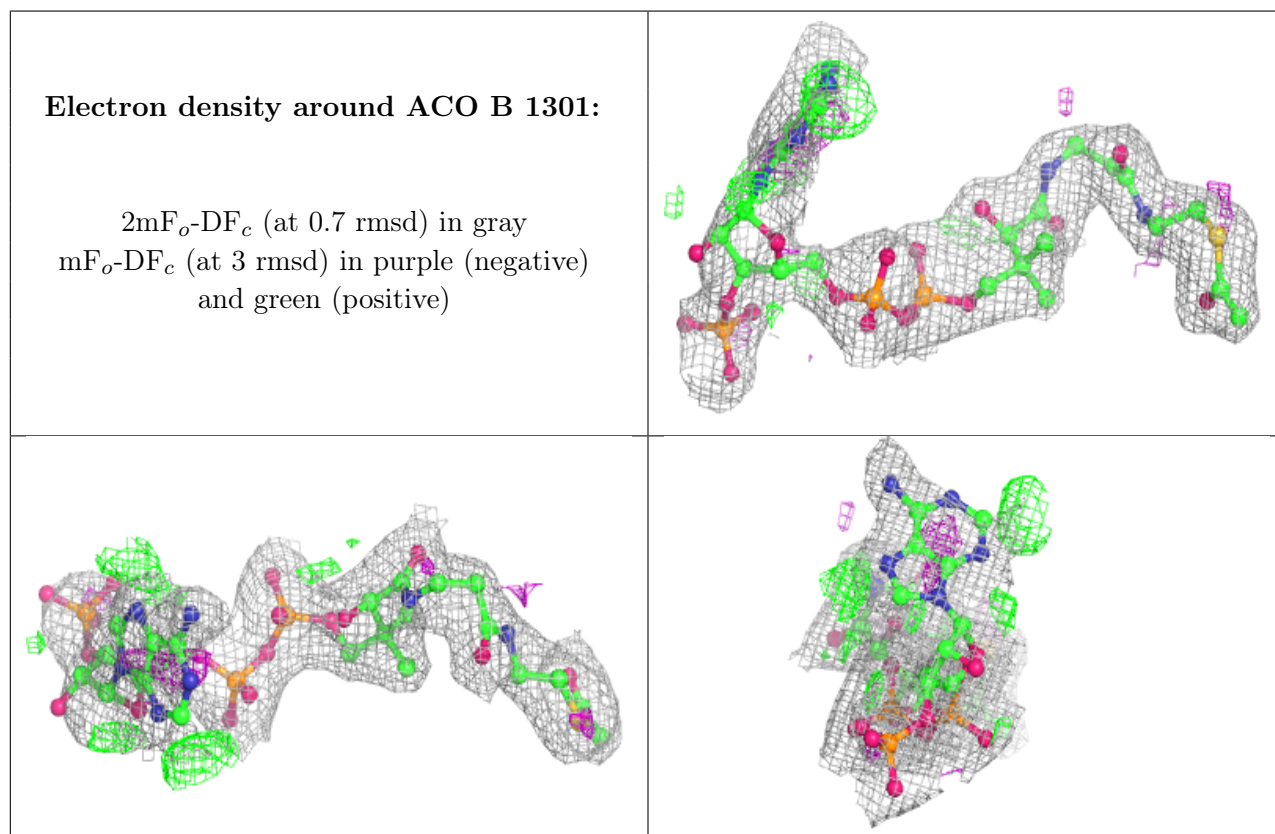 Electron density around ACO B 1301:
2mFo-DFc (at 0.7 rmsd) in gray
mFo-DFc (at 3 rmsd) in purple (negative)
and green (positive)